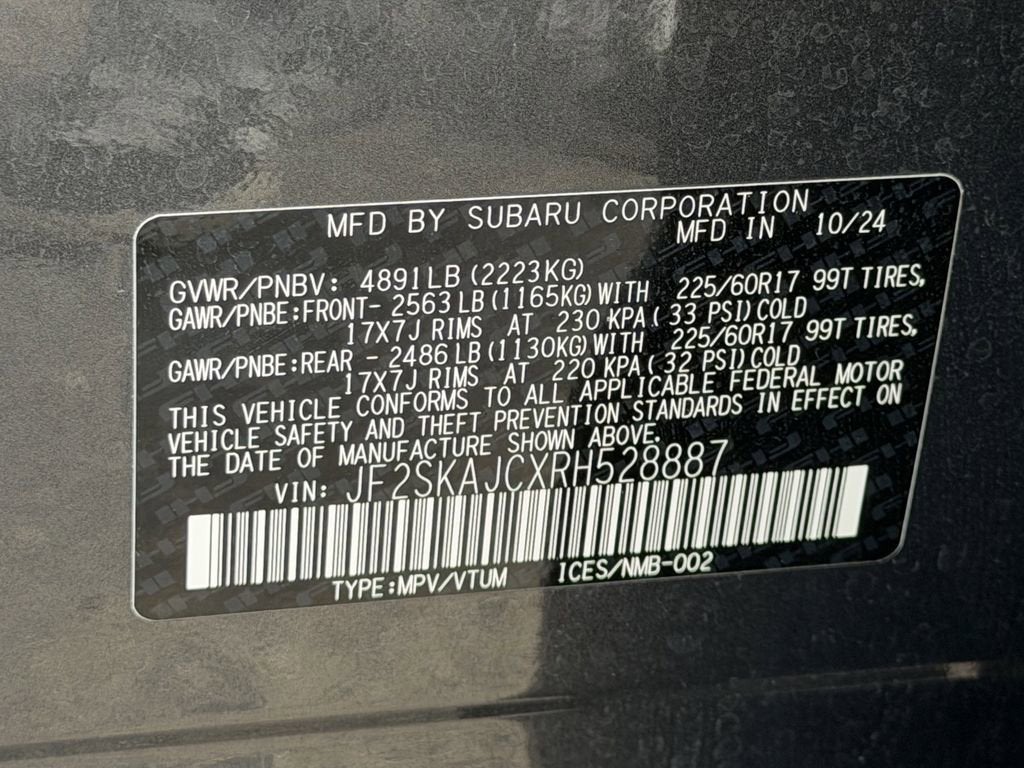 MFD BY SUBARU CORPORATION
MFD IN 10/24
GVWR/PNBV: 4891LB (2223KG)
GAWR/PNBE:FRONT- 2563LB (1165KG)WITH 225/60R17 99T TIRES,
17X7J RIMS AT 230 KPA( 33 PSI)COLD
GAWR/PNBE:REAR - 2486LB (1130KG)WITH 225/60R17 99T TIRES,
17X7J RIMS AT 220 KPA( 32 PSI)COLD
THIS VEHICLE CONFORMS TO ALL APPLICABLE FEDERAL MOTOR
VEHICLE SAFETY AND THEFT PREVENTION STANDARDS IN EFFECT ON
THE DATE OF MANUFACTURE SHOWN ABOVE.
VIN: JF2SKAJCXRH528887
TYPE:MPV/VTUM ICES/NMB-002